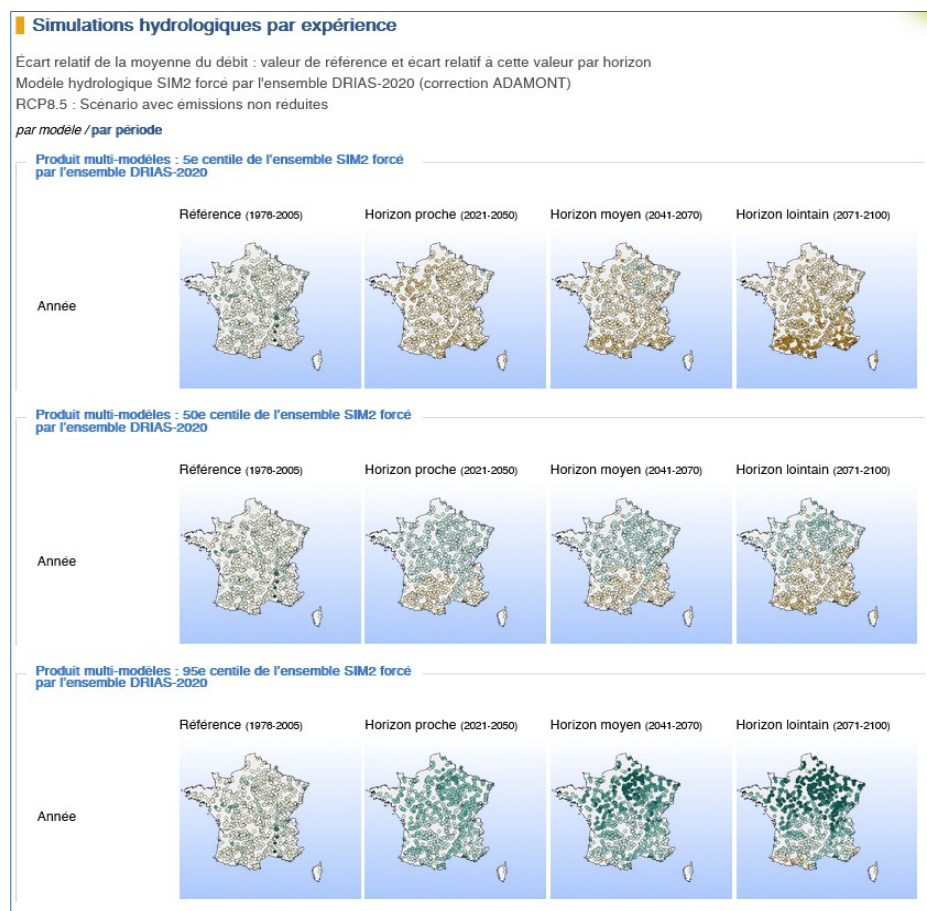 Simulations hydrologiques par expérience
Écart relatif de la moyenne du débit : valeur de référence et écart relatif à cette valeur par horizon
Modèle hydrologique SIM2 forcé par l'ensemble DRIAS-2020 (correction ADAMONT)
RCP8.5 : Scénario avec émissions non réduites
par modèle / par période
Produit multi-modèles : 5e centile de l'ensemble SIM2 forcé
par l'ensemble DRIAS-2020
Référence (1976-2005) Horizon proche (2021-2050) Horizon moyen (2041-2070) Horizon lointain (2071-2100)
Année
Produit multi-modèles : 50e centile de l'ensemble SIM2 forcé
par l'ensemble DRIAS-2020
Référence (1976-2005) Horizon proche (2021-2050) Horizon moyen (2041-2070) Horizon lointain (2071-2100)
Année
Produit multi-modèles : 95e centile de l'ensemble SIM2 forcé
par l'ensemble DRIAS-2020
Référence (1976-2005) Horizon proche (2021-2050) Horizon moyen (2041-2070) Horizon lointain (2071-2100)
Année